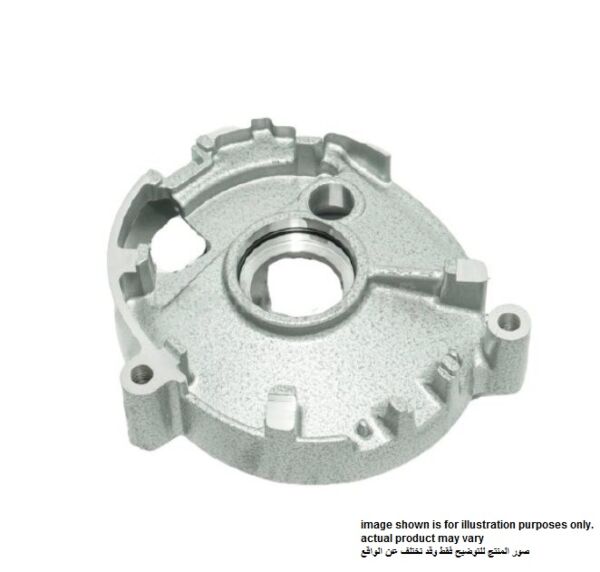 image shown is for illustration purposes only.
actual product may vary
صور المنتج للتوضيح فقط وقد تختلف عن الواقع